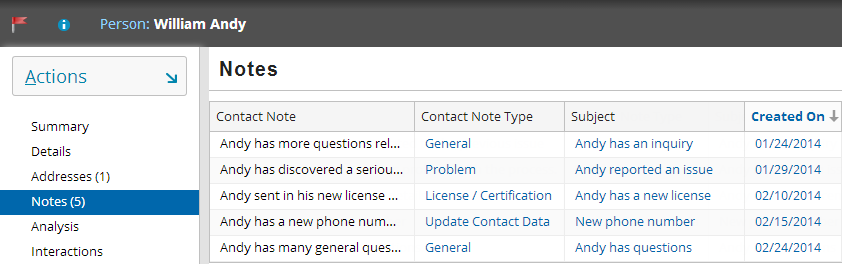 Person: William Andy
Actions
Summary
Details
Addresses (1)
Notes (5)
Analysis
Interactions
Notes
Contact Note Contact Note Type Subject Created On
Andy has more questions rel... General Andy has an inquiry 01/24/2014
Andy has discovered a seriou... Problem Andy reported an issue 01/29/2014
Andy sent in his new license ... License / Certification Andy has a new license 02/10/2014
Andy has a new phone num... Update Contact Data New phone number 02/15/2014
Andy has many general ques... General Andy has questions 02/24/2014